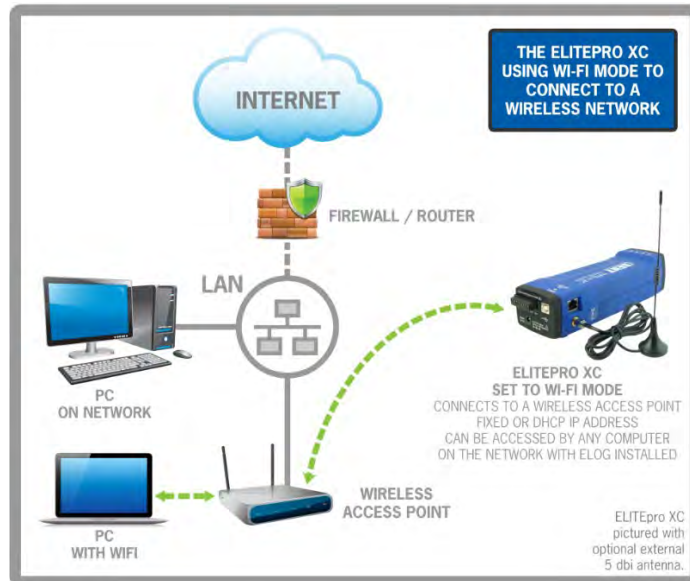 THE ELITEPRO XC
USING WI-FI MODE TO
CONNECT TO A
WIRELESS NETWORK
INTERNET
FIREWALL / ROUTER
LAN
PC
ON NETWORK
ELITEPRO XC
SET TO WI-FI MODE
CONNECTS TO A WIRELESS ACCESS POINT
FIXED OR DHCP IP ADDRESS
CAN BE ACCESSED BY ANY COMPUTER
ON THE NETWORK WITH ELOG INSTALLED
WIRELESS
ACCESS POINT
PC
WITH WIFI
ELITEpro XC
pictured with
optional external
5 dbi antenna.